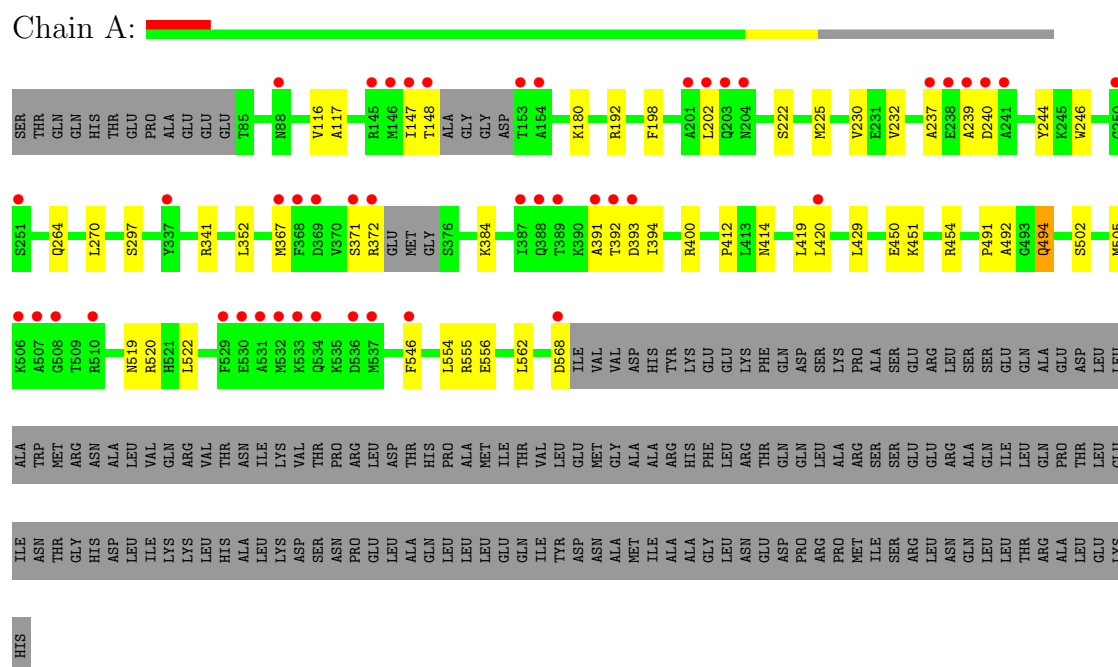 Chain A:
SER THR GLN GLN HIS THR GLU PRO ALA GLU GLU T85 N88 V116 A117 R145 M146 I147 T148 ALA GLY GLY ASP T153 A154 K180 R192 F198 A201 L202 Q203 N204 S222 M225 V230 E231 V232 A237 E238 A239 D240 A241 Y244 K245 W246
S251 Q264 L270 S297 Y337 R341 L352 M367 F368 D369 V370 S371 R372 GLU MET GLY S376 K384 I387 Q388 T389 K390 A391 T392 D393 I394 R400 P412 L413 N414 L419 L420 L429 E450 K451 R454 P491 A492 G493 Q494 S502 M505
K506 A507 G508 T509 R510 N519 R520 H521 L522 F529 E530 A531 M532 K533 Q534 K535 D536 M537 F546 L554 R555 E556 L562 D568 ILE VAL VAL ASP HIS TYR LYS GLU GLU LYS PHE GLN ASP SER LYS PRO ALA SER GLU ARG LEU SER SER GLU GLN ALA GLU ASP LEU LEU
ALA TRP MET ARG ASN ALA LEU VAL GLN ARG VAL THR ASN ILE LYS VAL THR PRO ARG LEU ASP THR HIS PRO ALA MET ILE THR VAL LEU GLU MET GLY ALA ALA ARG HIS PHE LEU ARG THR GLN GLN LEU ALA ARG SER SER GLU GLU ARG ALA GLN ILE LEU GLN PRO THR LEU GLU
ILE ASN THR GLY HIS ASP LEU ILE LYS LYS LEU HIS ALA LEU LYS ASP SER ASN PRO GLU LEU ALA GLN LEU LEU LEU GLU GLN ILE TYR ASP ASN ALA MET ILE ALA ALA GLY LEU ASN GLU ASP PRO ARG PRO MET ILE SER ARG LEU ASN GLN LEU LEU THR ARG ALA LEU GLU LYS
HIS